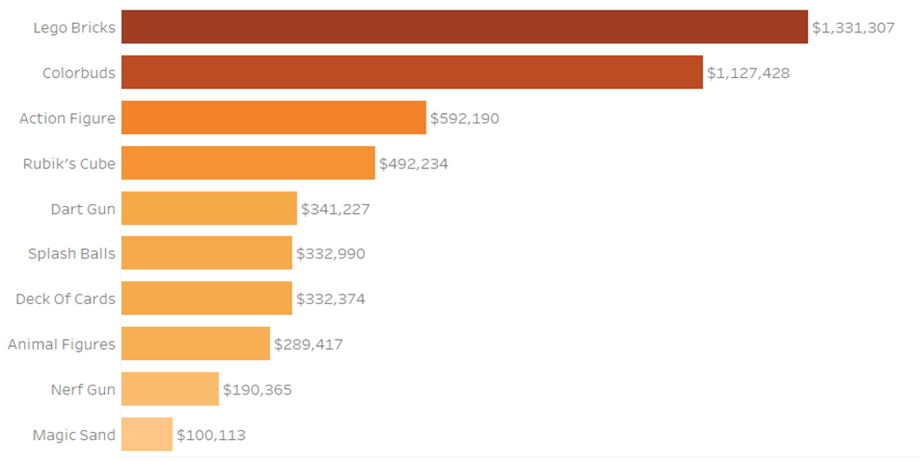 Lego Bricks $1,331,307
Colorbuds $1,127,428
Action Figure $592,190
Rubik's Cube $492,234
Dart Gun $341,227
Splash Balls $332,990
Deck Of Cards $332,374
Animal Figures $289,417
Nerf Gun $190,365
Magic Sand $100,113